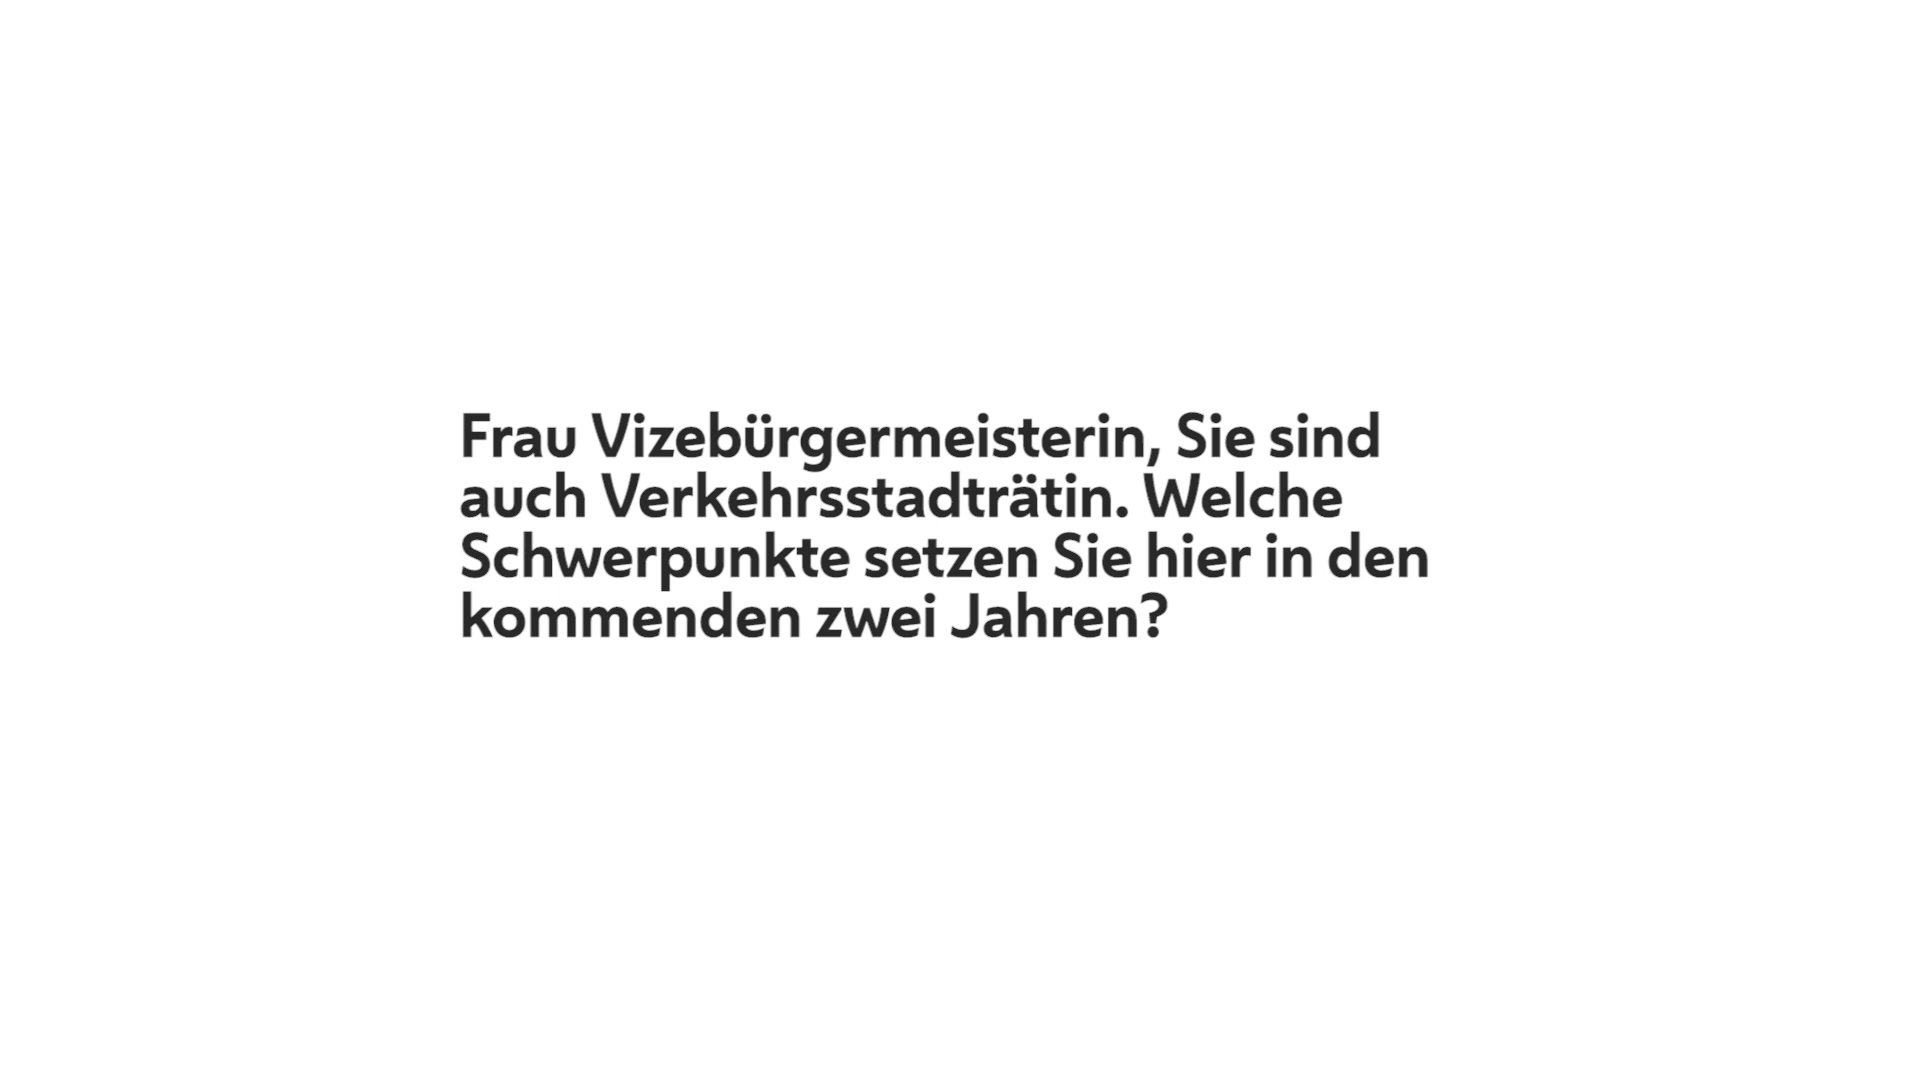 Frau Vizebürgermeisterin, Sie sind
auch Verkehrsstadträtin. Welche
Schwerpunkte setzen Sie hier in den
kommenden zwei Jahren?